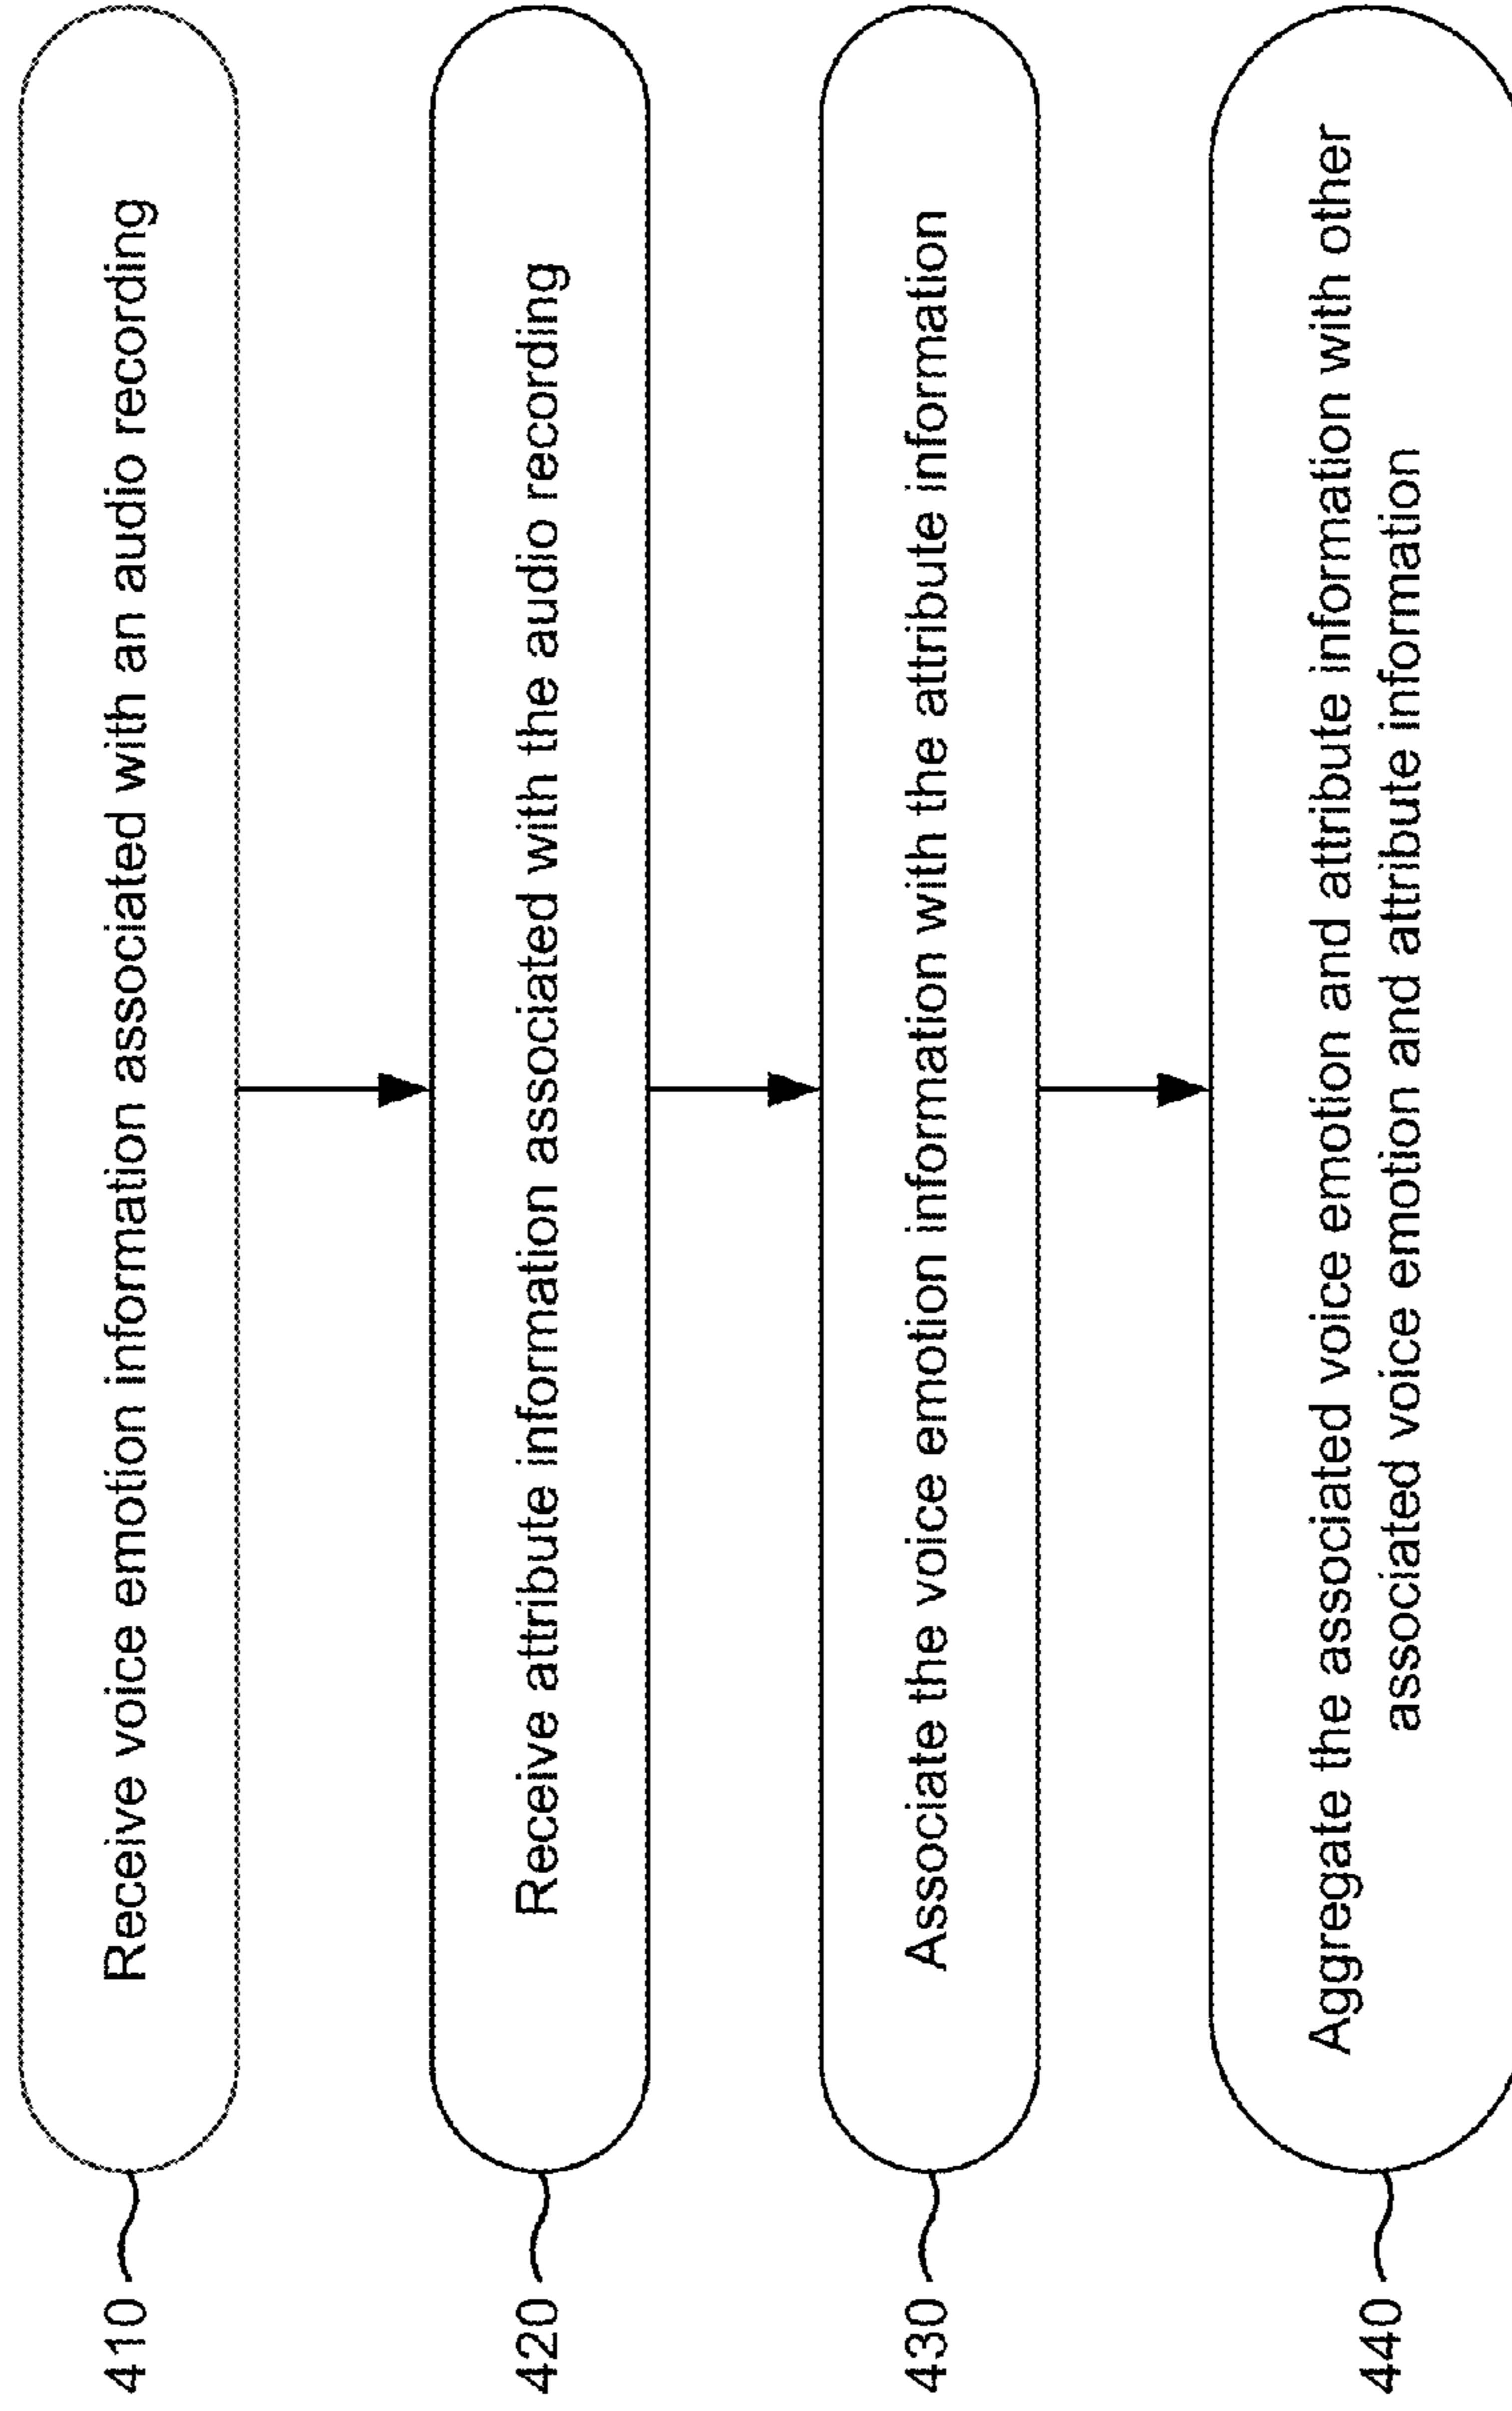 410
Receive voice emotion information associated with an audio recording
420
Receive attribute information associated with the audio recording
430
Associate the voice emotion information with the attribute information
440
Aggregate the associated voice emotion and attribute information with other
associated voice emotion and attribute information